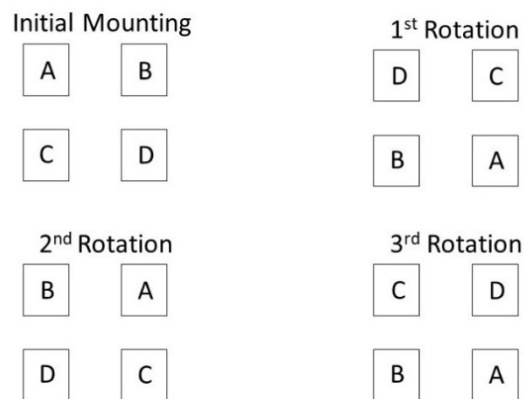 Initial Mounting
A B
C D
1st Rotation
D C
B A
2nd Rotation
B A
D C
3rd Rotation
C D
B A